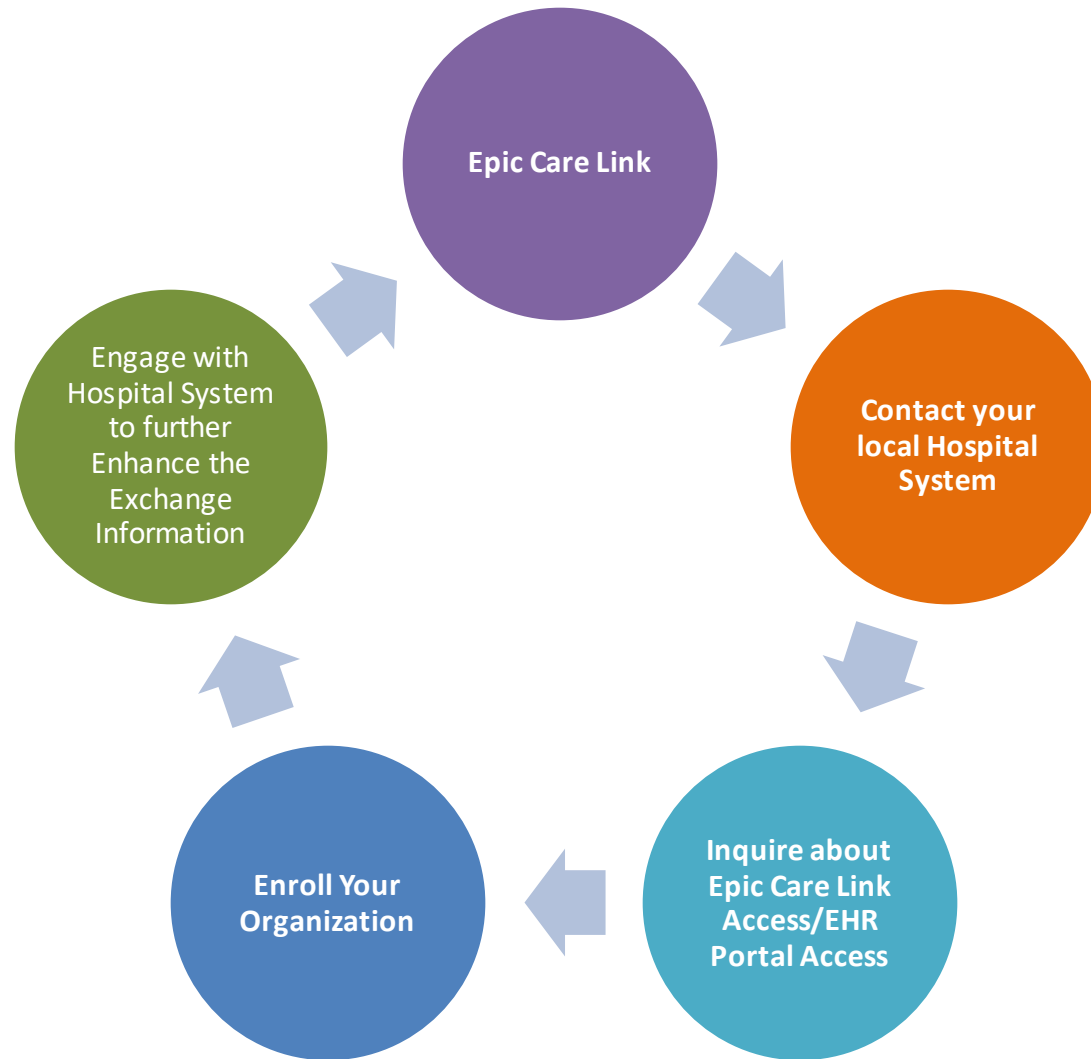 Epic Care Link
Contact your
local Hospital
System
Inquire about
Epic Care Link
Access/EHR
Portal Access
Enroll Your
Organization
Engage with
Hospital System
to further
Enhance the
Exchange
Information